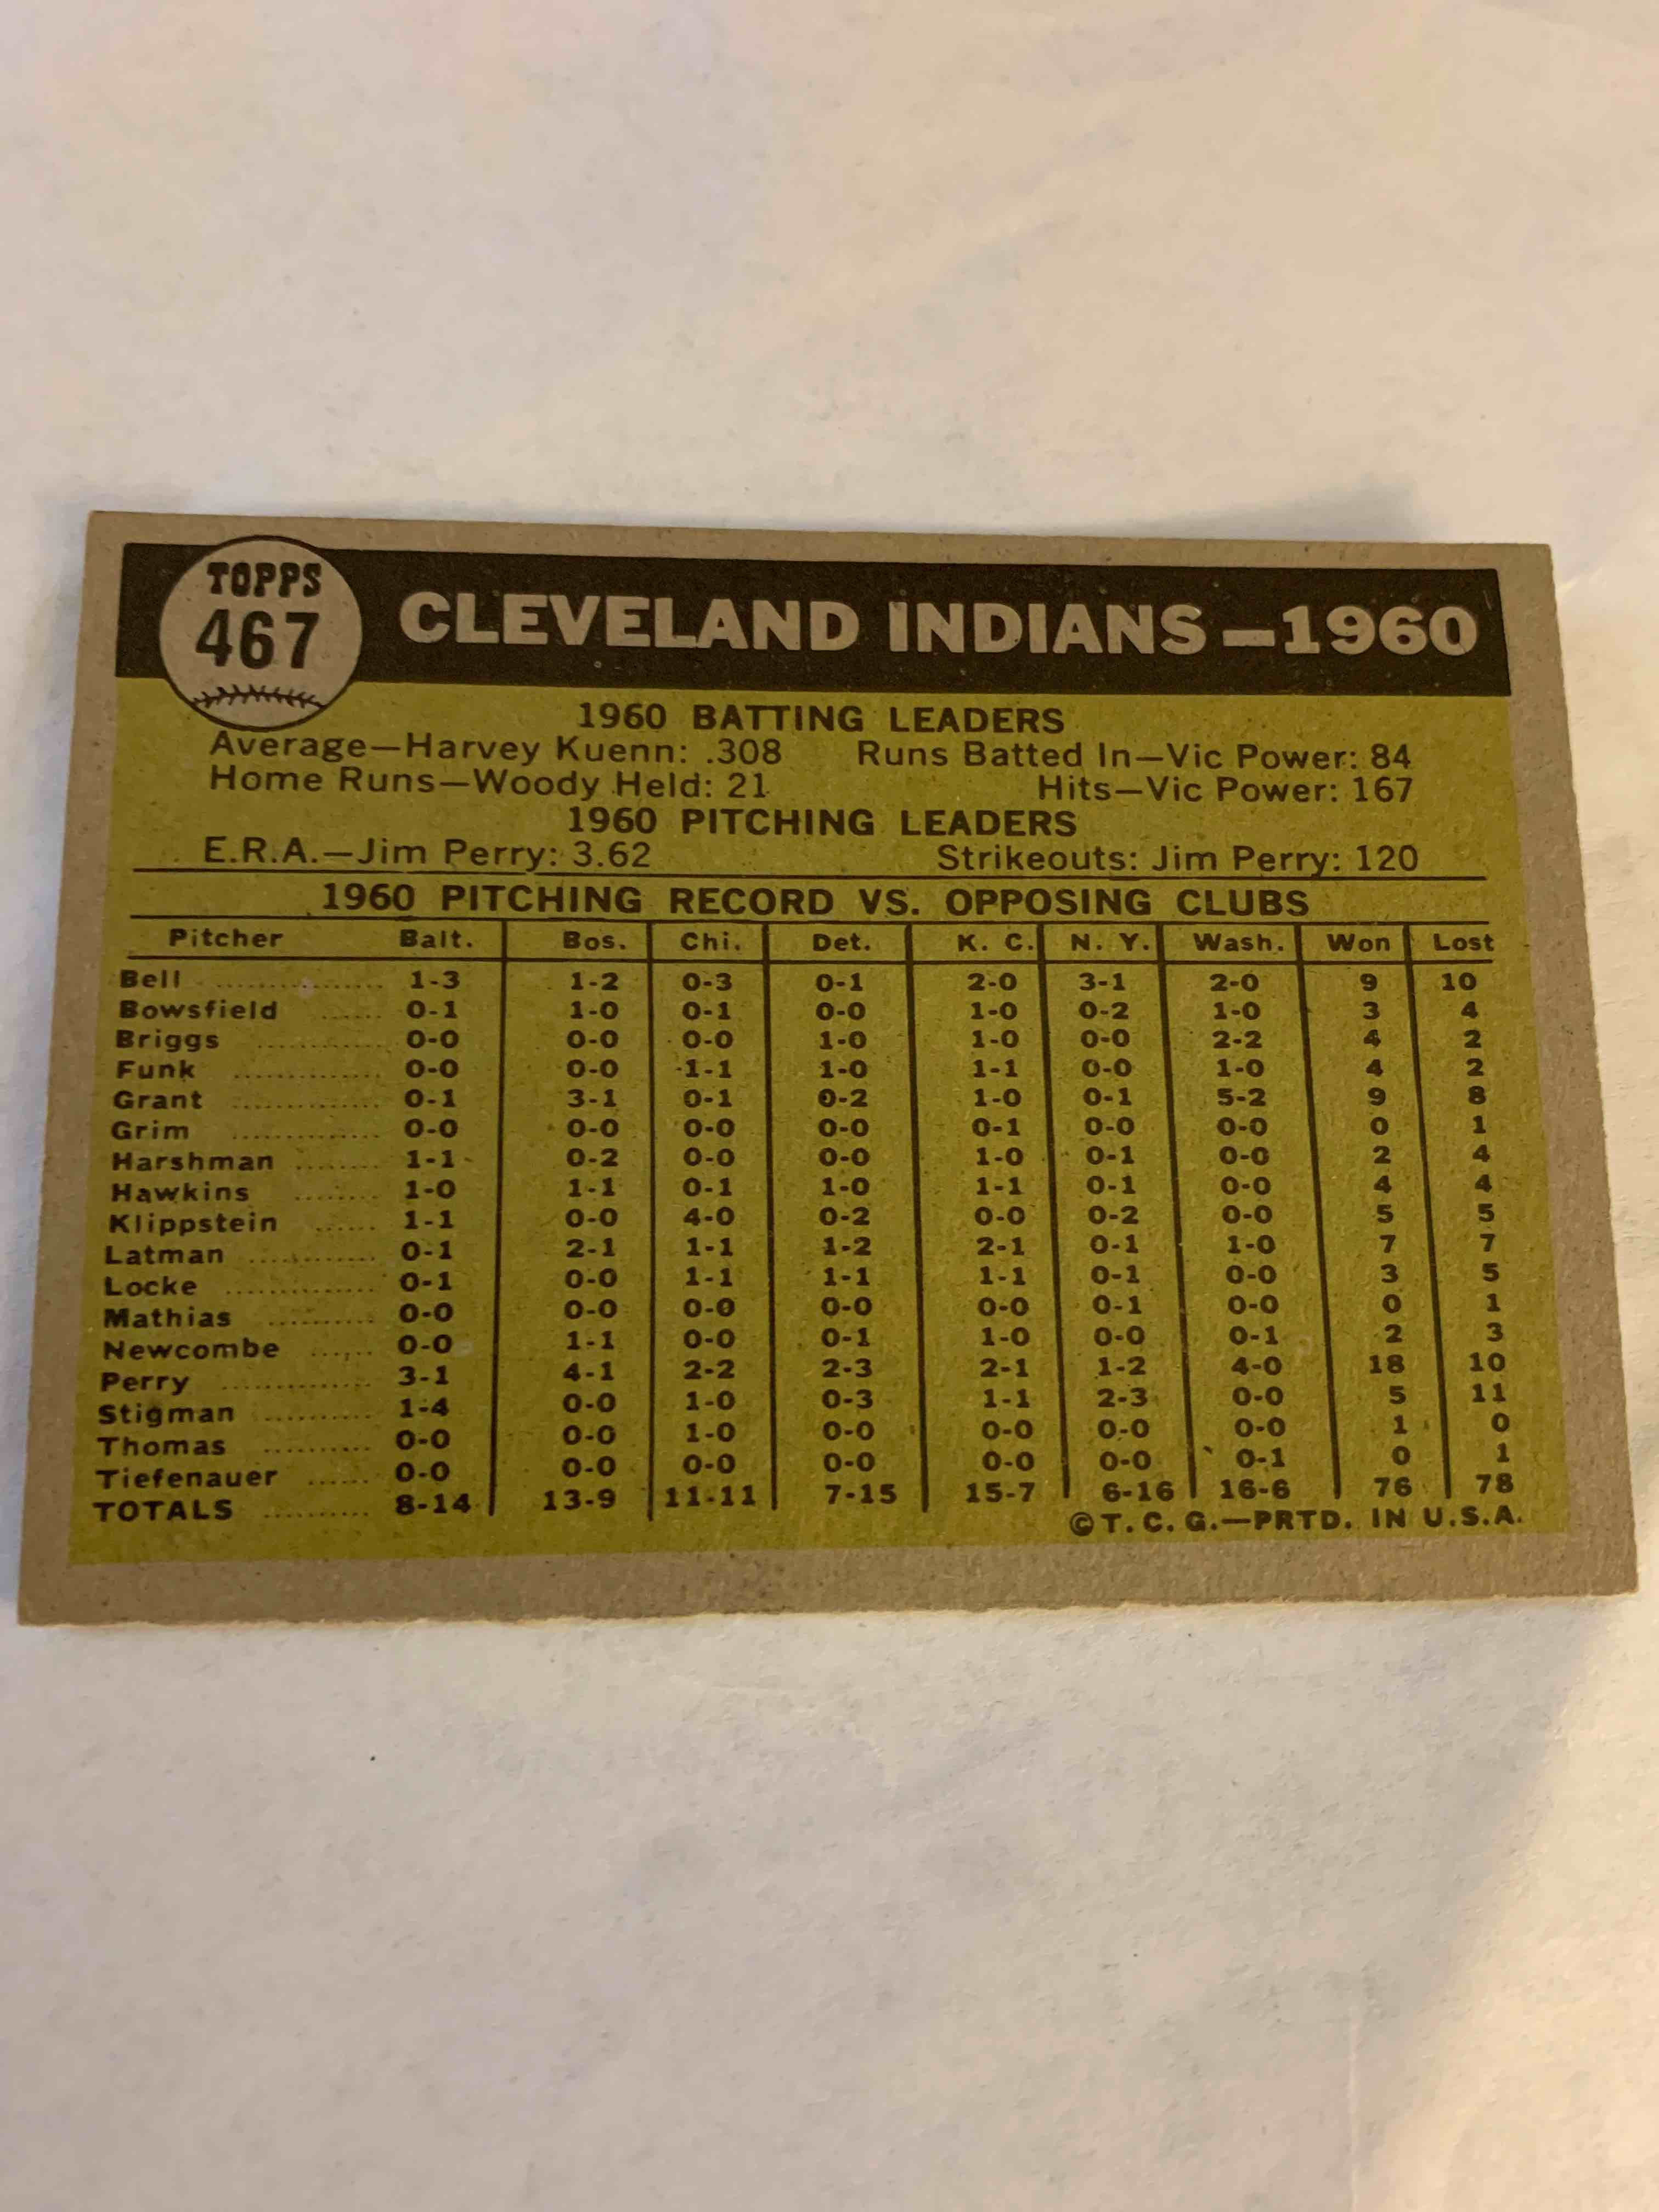 TOPPS
467
CLEVELAND INDIANS—1960
1960 BATTING LEADERS
Average—Harvey Kuenn: .308 Runs Batted In—Vic Power: 84
Home Runs—Woody Held: 21 Hits—Vic Power: 167
1960 PITCHING LEADERS
E.R.A.—Jim Perry: 3.62 Strikeouts: Jim Perry: 120
1960 PITCHING RECORD VS. OPPOSING CLUBS
Pitcher Balt. Bos. Chi. Det. K. C. N. Y. Wash. Won Lost
Bell 1-3 1-2 0-3 0-1 2-0 3-1 2-0 9 10
Bowsfield 0-1 1-0 0-1 0-0 1-0 0-2 1-0 3 4
Briggs 0-0 0-0 0-0 1-0 1-0 0-0 2-2 4 2
Funk 0-0 0-0 1-1 1-0 1-1 0-0 1-0 4 2
Grant 0-1 3-1 0-1 0-2 1-0 0-1 5-2 9 8
Grim 0-0 0-0 0-0 0-0 0-1 0-0 0-0 0 1
Harshman 1-1 0-2 0-0 0-0 1-0 0-1 0-0 2 4
Hawkins 1-0 1-1 0-1 1-0 1-1 0-1 0-0 4 4
Klippstein 1-1 0-0 4-0 0-2 0-0 0-2 0-0 5 5
Latman 0-1 2-1 1-1 1-2 2-1 0-1 1-0 7 7
Locke 0-1 0-0 1-1 1-1 1-1 0-1 0-0 3 5
Mathias 0-0 0-0 0-0 0-0 0-0 0-1 0-0 0 1
Newcombe 0-0 1-1 0-0 0-1 1-0 0-0 0-1 2 3
Perry 3-1 4-1 2-2 2-3 2-1 1-2 4-0 18 10
Stigman 1-4 0-0 1-0 0-3 1-1 2-3 0-0 5 11
Thomas 0-0 0-0 1-0 0-0 0-0 0-0 0-0 1 0
Tiefenauer 0-0 0-0 0-0 0-0 0-0 0-0 0-1 0 1
TOTALS 8-14 13-9 11-11 7-15 15-7 6-16 16-6 76 78
©T. C. G.—PRTD. IN U.S.A.